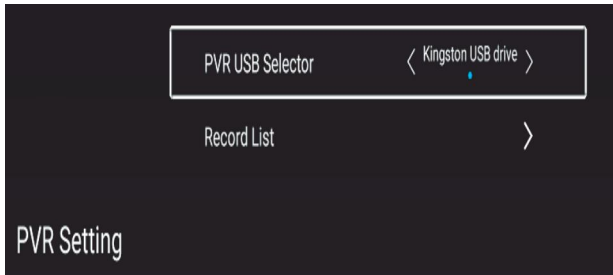 PVR USB Selector
Kingston USB drive
Record List
PVR Setting